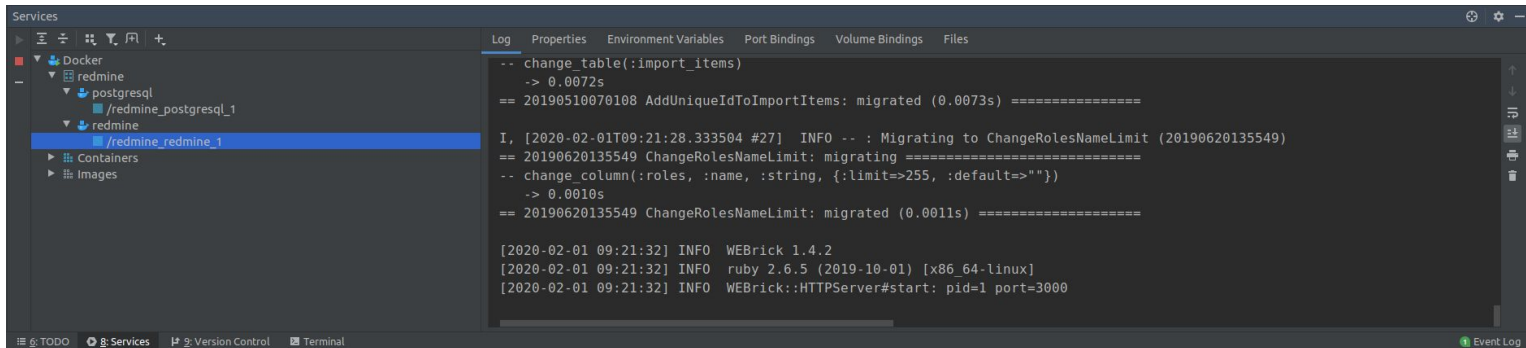 Services
Docker
redmine
postgresql
/redmine_postgresql_1
redmine
/redmine_redmine_1
Containers
Images
Log Properties Environment Variables Port Bindings Volume Bindings Files
-- change_table(:import_items)
   -> 0.0072s
== 20190510070108 AddUniqueIdToImportItems: migrated (0.0073s) ================
I, [2020-02-01T09:21:28.333504 #27]  INFO -- : Migrating to ChangeRolesNameLimit (20190620135549)
== 20190620135549 ChangeRolesNameLimit: migrating =============================
-- change_column(:roles, :name, :string, {:limit=>255, :default=>""})
   -> 0.0010s
== 20190620135549 ChangeRolesNameLimit: migrated (0.0011s) ====================
[2020-02-01 09:21:32] INFO  WEBrick 1.4.2
[2020-02-01 09:21:32] INFO  ruby 2.6.5 (2019-10-01) [x86_64-linux]
[2020-02-01 09:21:32] INFO  WEBrick::HTTPServer#start: pid=1 port=3000
6: TODO 8: Services 9: Version Control Terminal 1 Event Log